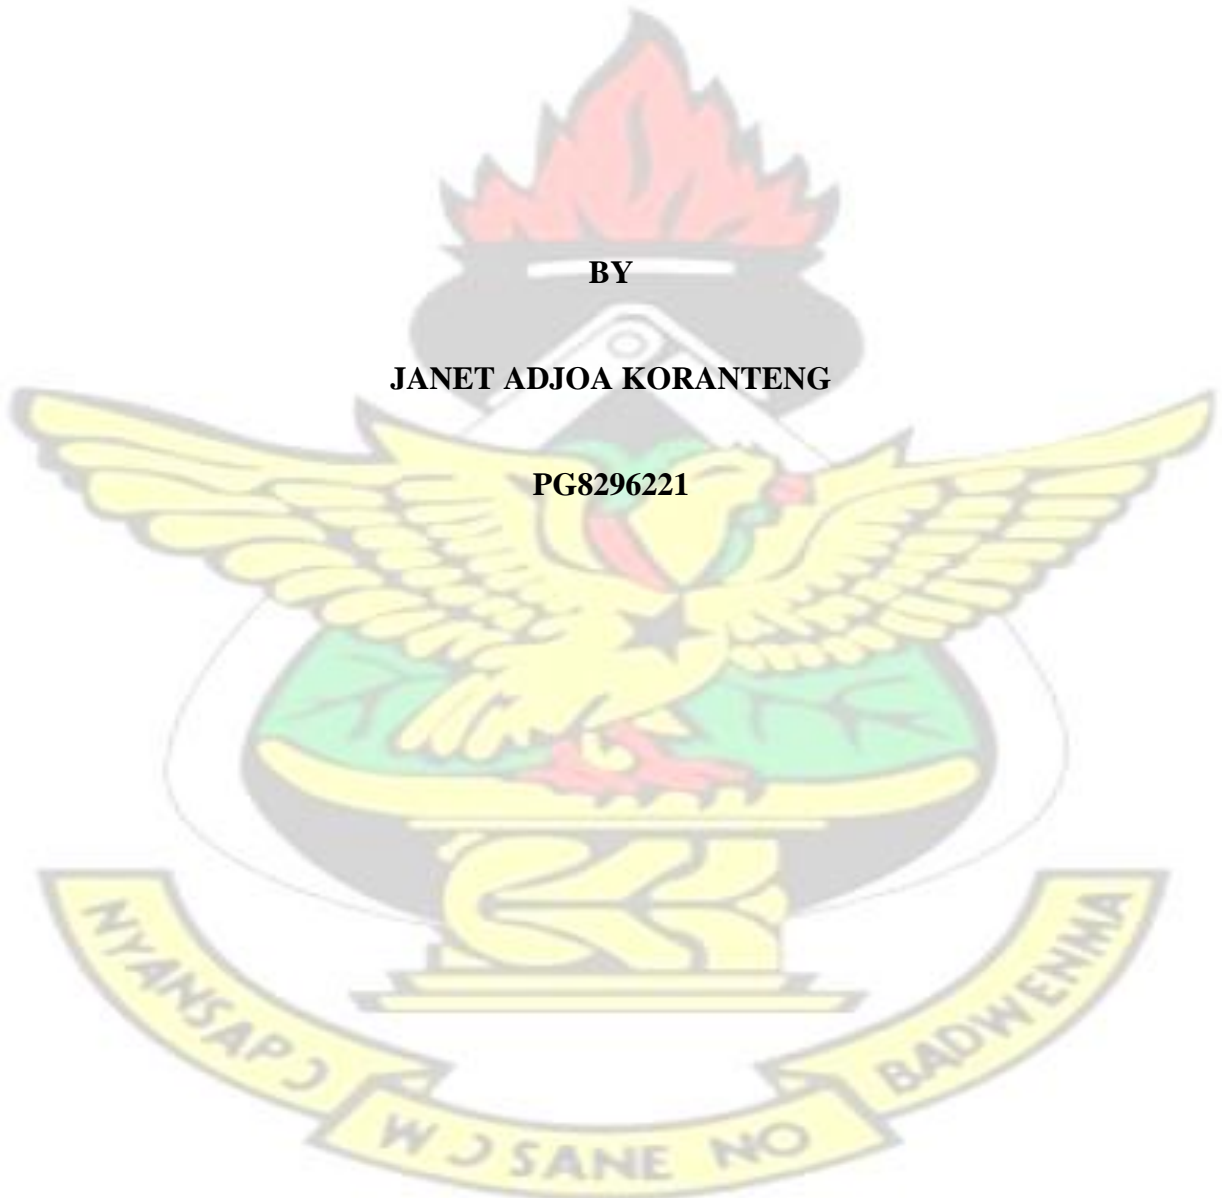 BY
JANET ADJOA KORANTENG
PG8296221
NYANSAPƆ
WƆSANE NO
BADWENMA